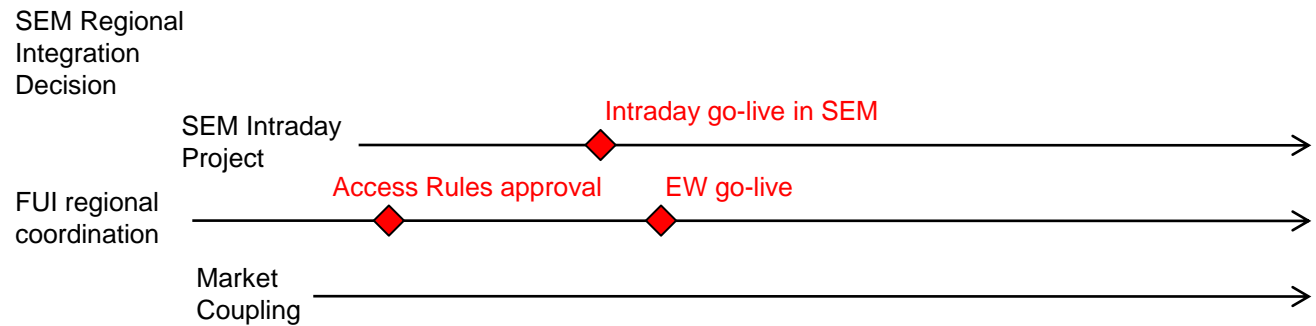 SEM Regional
Integration
Decision
Intraday go-live in SEM
SEM Intraday
Project
Access Rules approval
EW go-live
FUI regional
coordination
Market
Coupling